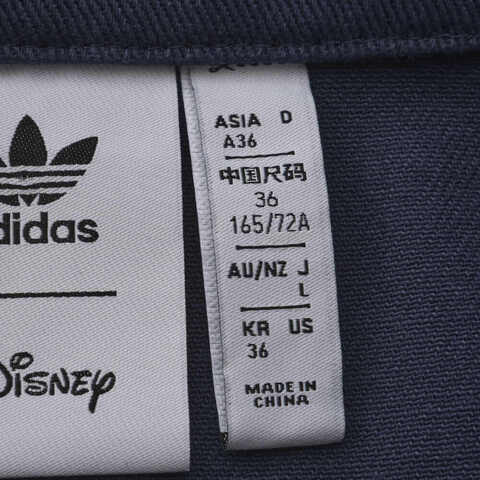 adidas
Disney
ASIA D
A36
中国尺码
36
165/72A
AU/NZ J
L
KR US
36
MADE IN
CHINA